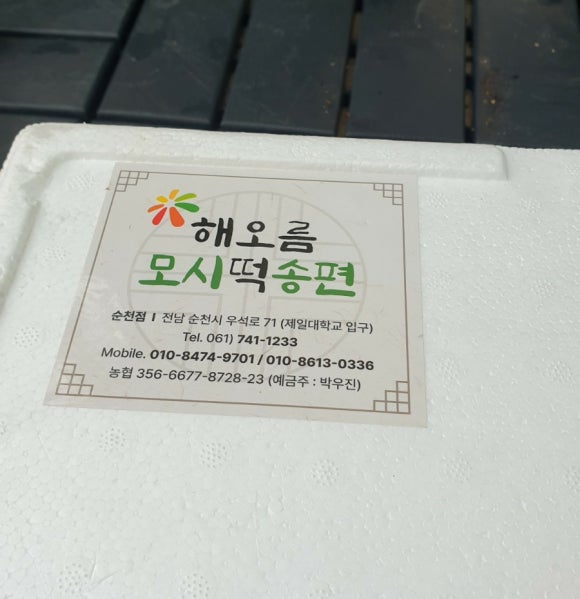 해오름
모시떡송편
순천점 I 전남 순천시 우석로 71 (제일대학교 입구)
Tel. 061) 741-1233
Mobile. 010-8474-9701 / 010-8613-0336
농협 356-6677-8728-23 (예금주 : 박우진)